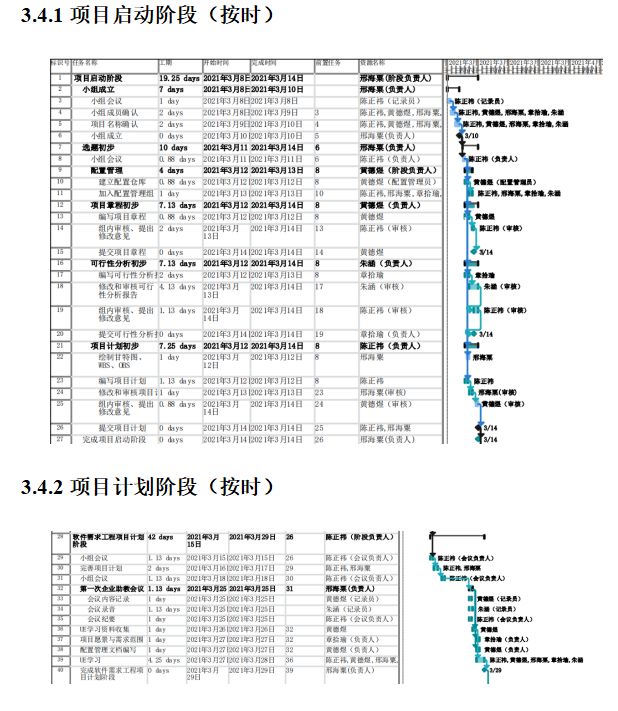 3.4.1 项目启动阶段（按时）
标识号 任务名称 工期 开始时间 完成时间 前置任务 资源名称
1 项目启动阶段 19.25 days 2021年3月8日 2021年3月14日 邢海粟(阶段负责人)
2 小组成立 7 days 2021年3月8日 2021年3月10日 邢海粟(负责人)
3 小组会议 1 day 2021年3月8日 2021年3月8日 陈正祎（记录员） 陈正祎（记录员）
4 小组成员确认 2 days 2021年3月8日 2021年3月9日 3 陈正祎,黄德煜,邢海粟, 陈正祎,黄德煜,邢海粟,章拾瑜,朱涵
5 项目名称确认 2 days 2021年3月9日 2021年3月10日 4 陈正祎,黄德煜,邢海粟, 陈正祎,黄德煜,邢海粟,章拾瑜,朱涵
6 小组成立 0 days 2021年3月10 2021年3月10日 5 邢海粟(负责人) 3/10
7 选题初步 10 days 2021年3月11 2021年3月14日 6 邢海粟(负责人)
8 小组会议 0.88 days 2021年3月11 2021年3月11日 6 陈正祎（负责人） 陈正祎（负责人）
9 配置管理 4 days 2021年3月12 2021年3月13日 8 黄德煜（阶段负责人）
10 建立配置仓库 0.88 days 2021年3月12 2021年3月12日 8 黄德煜（配置管理员） 黄德煜（配置管理员）
11 加入配置管理组 1 day 2021年3月13 2021年3月13日 10 陈正祎,邢海粟,章拾瑜, 陈正祎,邢海粟,章拾瑜,朱涵
12 项目章程初步 7.13 days 2021年3月12 2021年3月14日 8 黄德煜（负责人）
13 编写项目章程 0.88 days 2021年3月12 2021年3月12日 8 黄德煜 黄德煜
14 组内审核、提出 2 days 2021年3月 2021年3月14日 13 陈正祎（审核） 陈正祎（审核）
修改意见 13日
15 提交项目章程 0 days 2021年3月14 2021年3月14日 14 黄德煜 3/14
16 可行性分析初步 7.13 days 2021年3月12 2021年3月14日 8 朱涵（负责人）
17 编写可行性分析 2 days 2021年3月12 2021年3月13日 8 章拾瑜 章拾瑜
18 修改和审核可行 4.13 days 2021年3月 2021年3月14日 17 朱涵（审核） 朱涵（审核）
性分析报告 13日
19 组内审核、提出 1.13 days 2021年3月 2021年3月14日 18 陈正祎（审核） 陈正祎（审核）
修改意见 14日
20 提交可行性分析 0 days 2021年3月14 2021年3月14日 19 章拾瑜（负责人） 3/14
21 项目计划初步 7.25 days 2021年3月12 2021年3月14日 8 陈正祎（负责人）
22 绘制甘特图、 1 day 2021年3月 2021年3月12日 8 邢海粟 邢海粟
WBS、OBS 12日
23 编写项目计划 1.13 days 2021年3月12 2021年3月12日 8 陈正祎 陈正祎
24 修改和审核项目 1 day 2021年3月13 2021年3月13日 23 邢海粟(审核) 邢海粟(审核)
25 组内审核、提出 0.88 days 2021年3月 2021年3月14日 24 黄德煜（审核） 黄德煜（审核）
修改意见 14日
26 提交项目计划 0 days 2021年3月14 2021年3月14日 25 陈正祎,邢海粟 3/14
27 完成项目启动阶段 0 days 2021年3月14 2021年3月14日 26 邢海粟(负责人) 3/14
3.4.2 项目计划阶段（按时）
28 软件需求工程项目计划 42 days 2021年3月 2021年3月29日 26 陈正祎（阶段负责人）
阶段 15日
29 小组会议 1.13 days 2021年3月15 2021年3月15日 26 陈正祎（会议负责人） 陈正祎（会议负责人）
30 完善项目计划 2 days 2021年3月16 2021年3月17日 29 陈正祎,邢海粟 陈正祎,邢海粟
31 小组会议 1.13 days 2021年3月18 2021年3月18日 30 陈正祎（会议负责人） 陈正祎（会议负责人）
32 第一次企业助教会议 1.13 days 2021年3月25 2021年3月25日 31 邢海粟(负责人)
33 会议内容记录 1 day 2021年3月25 2021年3月25日 黄德煜（记录员） 黄德煜（记录员）
34 会议录音 1.13 days 2021年3月25 2021年3月25日 朱涵（记录员） 朱涵（记录员）
35 会议纪要 1 day 2021年3月25 2021年3月25日 陈正祎（会议负责人） 陈正祎（会议负责人）
36 UE学习资料收集 1 day 2021年3月26 2021年3月26日 32 黄德煜 黄德煜
37 项目愿景与需求范围 1 day 2021年3月27 2021年3月27日 32 章拾瑜（负责人） 章拾瑜（负责人）
38 配置管理文档编写 1 day 2021年3月27 2021年3月27日 32 黄德煜（负责人） 黄德煜（负责人）
39 UE学习 4.25 days 2021年3月27 2021年3月28日 36 陈正祎,黄德煜,邢海粟, 陈正祎,黄德煜,邢海粟,章拾瑜,朱涵
40 完成软件需求工程项 0 days 2021年3月 2021年3月29日 39 邢海粟(负责人) 3/29
目计划阶段 29日